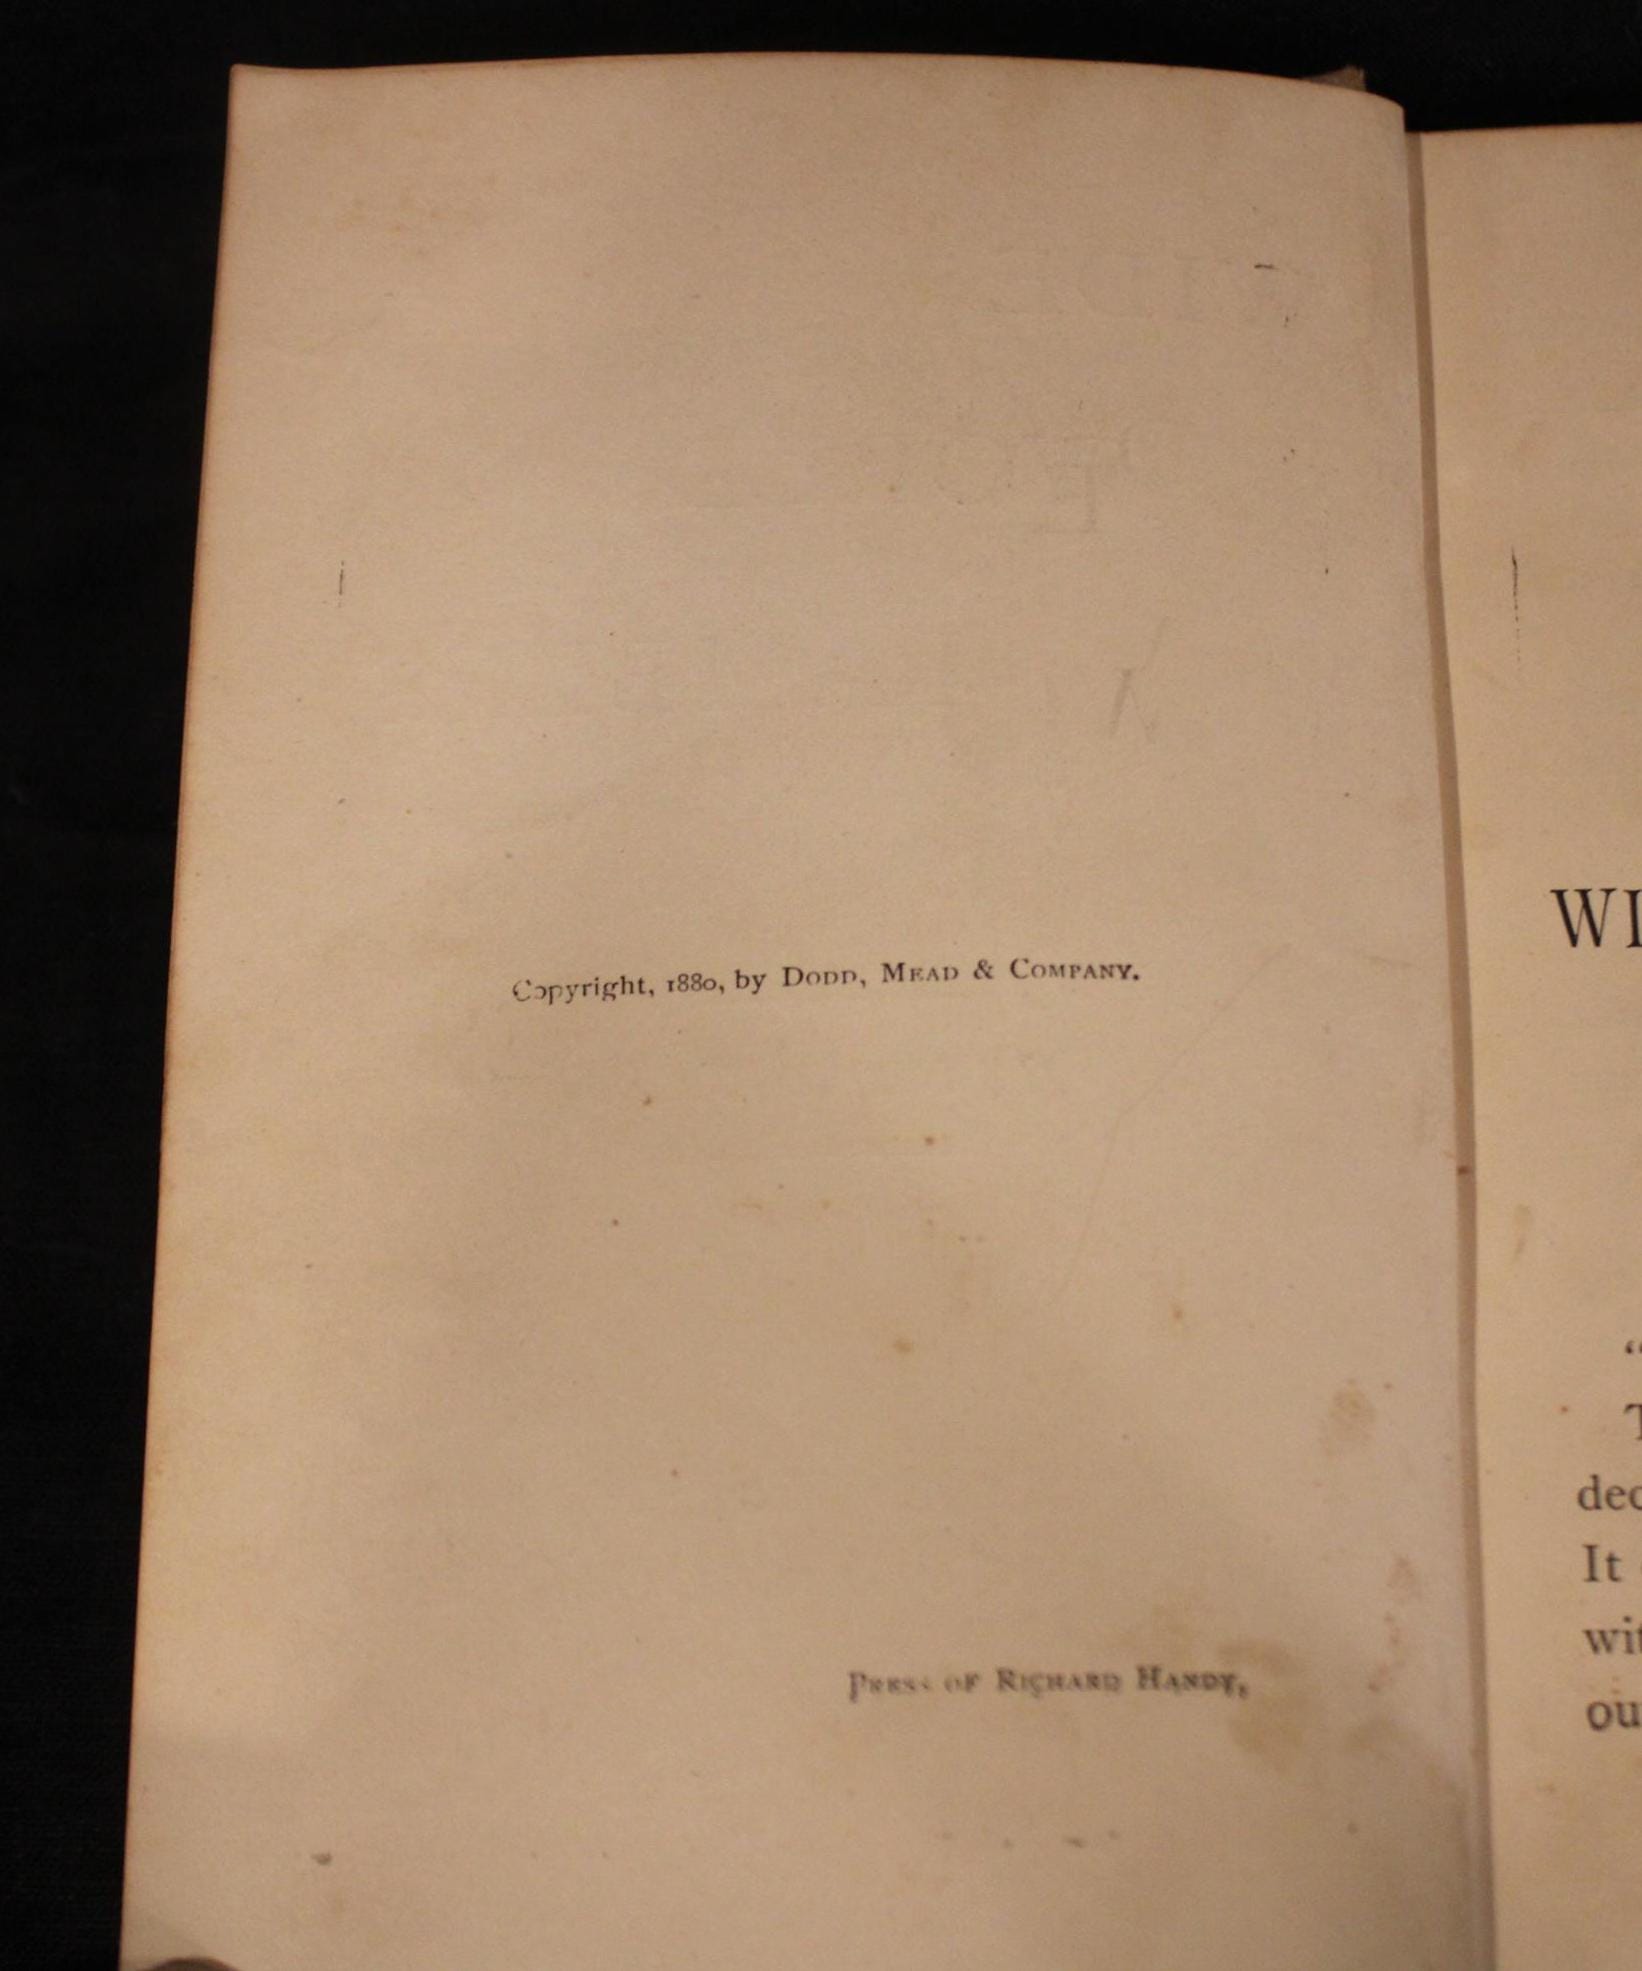 Copyright, 1880, by DODD, MEAD & COMPANY.
PRESS OF RICHARD HANDY,
WI
“
T
dec
It
wit
ou